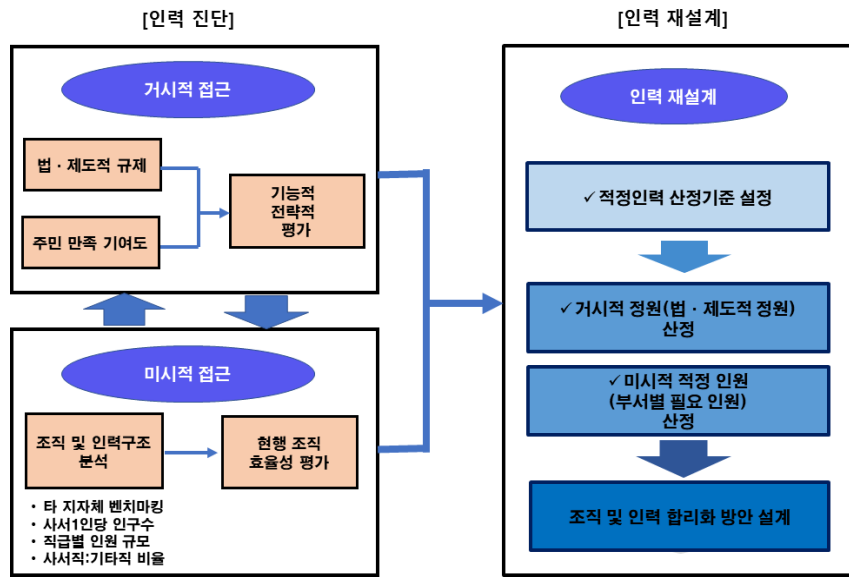 [인력 진단]
거시적 접근
법 · 제도적 규제
주민 만족 기여도
기능적
전략적
평가
미시적 접근
조직 및 인력구조
분석
현행 조직
효율성 평가
• 타 지자체 벤치마킹
• 사서1인당 인구수
• 직급별 인원 규모
• 사서직:기타직 비율
[인력 재설계]
인력 재설계
✓적정인력 산정기준 설정
✓거시적 정원(법 · 제도적 정원)
산정
✓미시적 적정 인원
(부서별 필요 인원)
산정
조직 및 인력 합리화 방안 설계